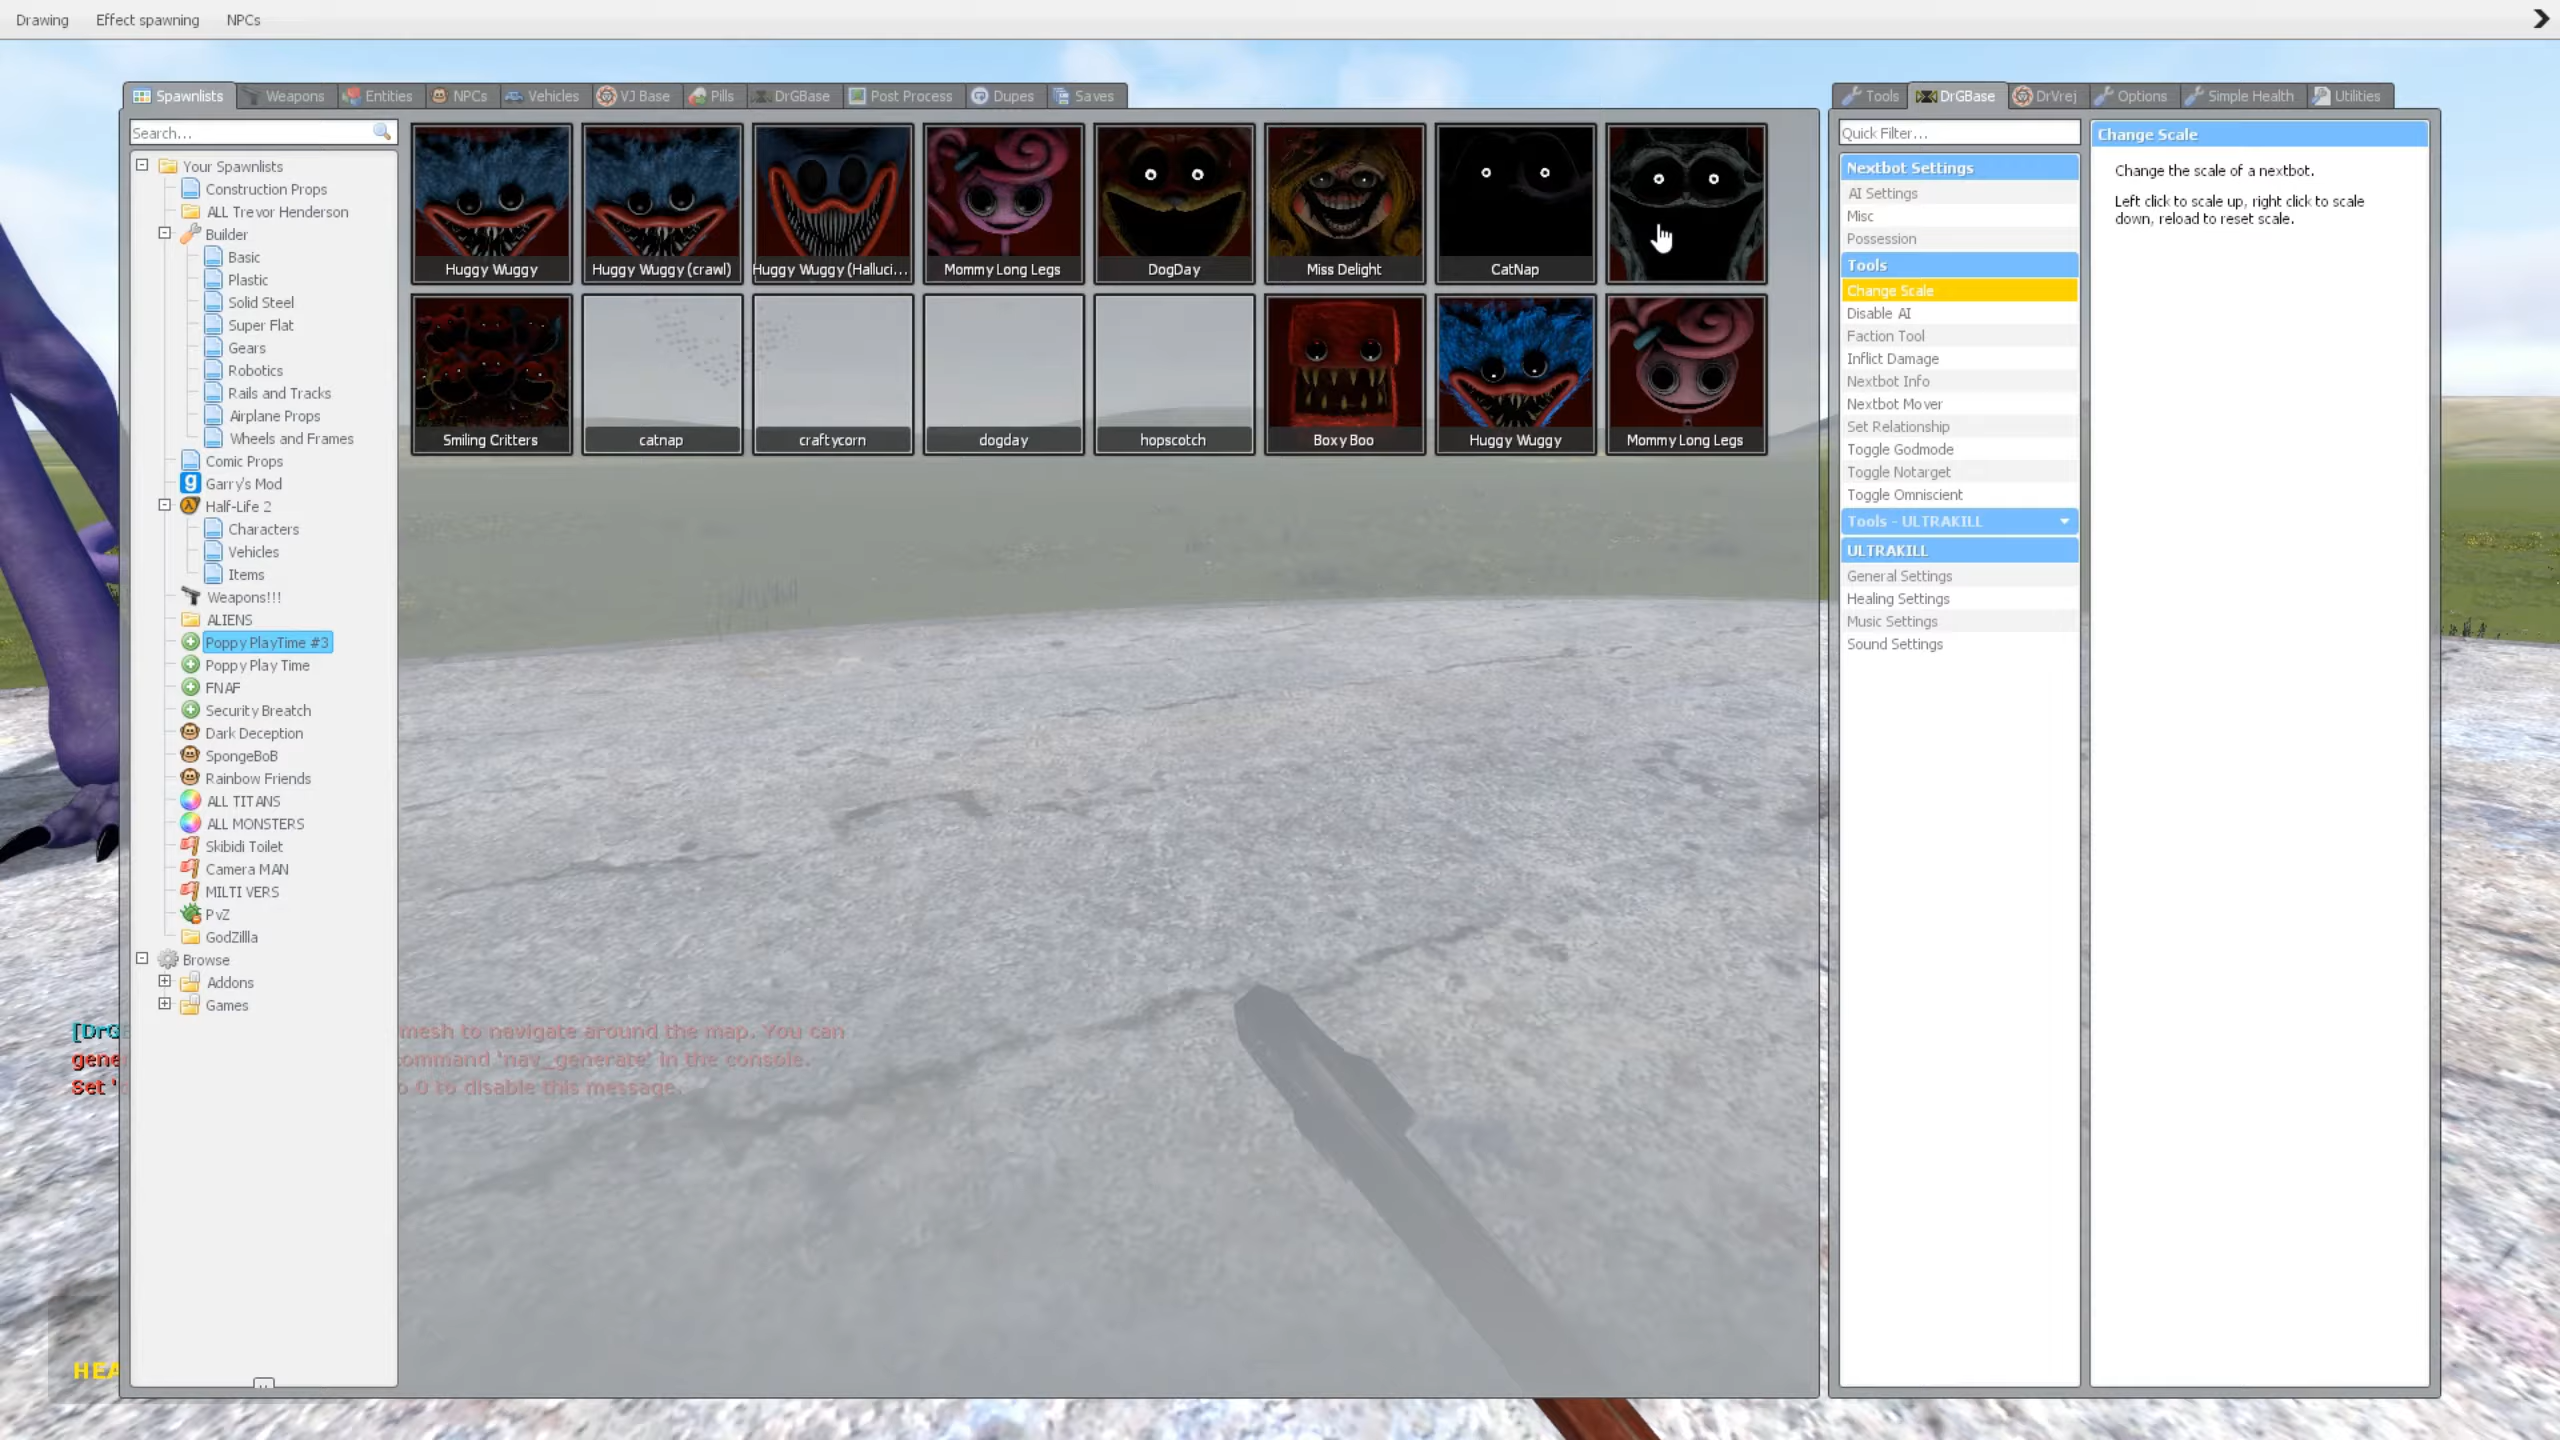 Drawing Effect spawning NPCs
Spawnlists Weapons Entities NPCs Vehicles VJ Base Pills DrGBase Post Process Dupes Saves
Search...
Your Spawnlists
Construction Props
ALL Trevor Henderson
Builder
Basic
Plastic
Solid Steel
Super Flat
Gears
Robotics
Rails and Tracks
Airplane Props
Wheels and Frames
Comic Props
Garry's Mod
Half-Life 2
Characters
Vehicles
Items
Weapons!!!
ALIENS
Poppy PlayTime #3
Poppy Play Time
FNAF
Security Breatch
Dark Deception
SpongeBoB
Rainbow Friends
ALL TITANS
ALL MONSTERS
Skibidi Toilet
Camera MAN
MILTI VERS
PvZ
GodZillla
Browse
Addons
Games
Huggy Wuggy Huggy Wuggy (crawl) Huggy Wuggy (Halluci... Mommy Long Legs DogDay Miss Delight CatNap
Smiling Critters catnap craftycorn dogday hopscotch Boxy Boo Huggy Wuggy Mommy Long Legs
[DrG mesh to navigate around the map. You can
gene command 'nav_generate' in the console.
Set ' o 0 to disable this message.
HEA
Tools DrGBase DrVrej Options Simple Health Utilities
Quick Filter...
Nextbot Settings
AI Settings
Misc
Possession
Tools
Change Scale
Disable AI
Faction Tool
Inflict Damage
Nextbot Info
Nextbot Mover
Set Relationship
Toggle Godmode
Toggle Notarget
Toggle Omniscient
Tools - ULTRAKILL
ULTRAKILL
General Settings
Healing Settings
Music Settings
Sound Settings
Change Scale
Change the scale of a nextbot.
Left click to scale up, right click to scale
down, reload to reset scale.